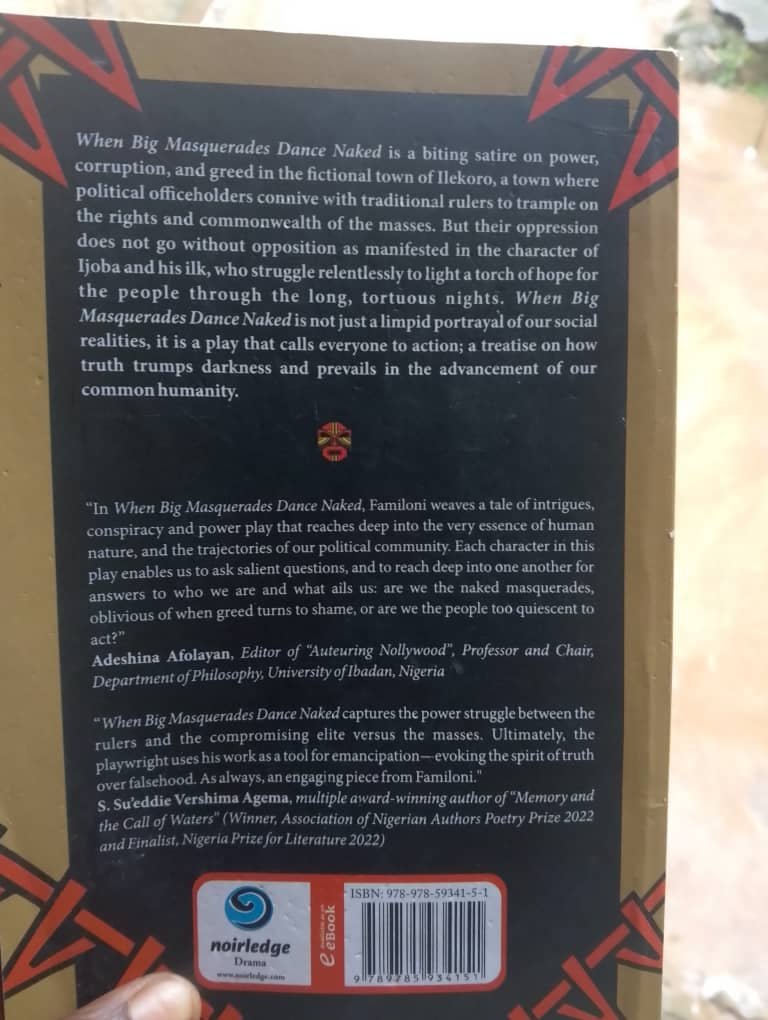 When Big Masquerades Dance Naked is a biting satire on power,
corruption, and greed in the fictional town of Ilekoro, a town where
political officeholders connive with traditional rulers to trample on
the rights and commonwealth of the masses. But their oppression
does not go without opposition as manifested in the character of
Ijoba and his ilk, who struggle relentlessly to light a torch of hope for
the people through the long, tortuous nights. When Big
Masquerades Dance Naked is not just a limpid portrayal of our social
realities, it is a play that calls everyone to action; a treatise on how
truth trumps darkness and prevails in the advancement of our
common humanity.
“In When Big Masquerades Dance Naked, Familoni weaves a tale of intrigues,
conspiracy and power play that reaches deep into the very essence of human
nature, and the trajectories of our political community. Each character in this
play enables us to ask salient questions, and to reach deep into one another for
answers to who we are and what ails us: are we the naked masquerades,
oblivious of when greed turns to shame, or are we the people too quiescent to
act?”
Adeshina Afolayan, Editor of “Auteuring Nollywood”, Professor and Chair,
Department of Philosophy, University of Ibadan, Nigeria
“When Big Masquerades Dance Naked captures the power struggle between the
rulers and the compromising elite versus the masses. Ultimately, the
playwright uses his work as a tool for emancipation—evoking the spirit of truth
over falsehood. As always, an engaging piece from Familoni."
S. Su’eddie Vershima Agema, multiple award-winning author of “Memory and
the Call of Waters” (Winner, Association of Nigerian Authors Poetry Prize 2022
and Finalist, Nigeria Prize for Literature 2022)
noirledge
Drama
www.noirledge.com
available as an
eBook
ISBN: 978-978-59341-5-1
9 789785 934151